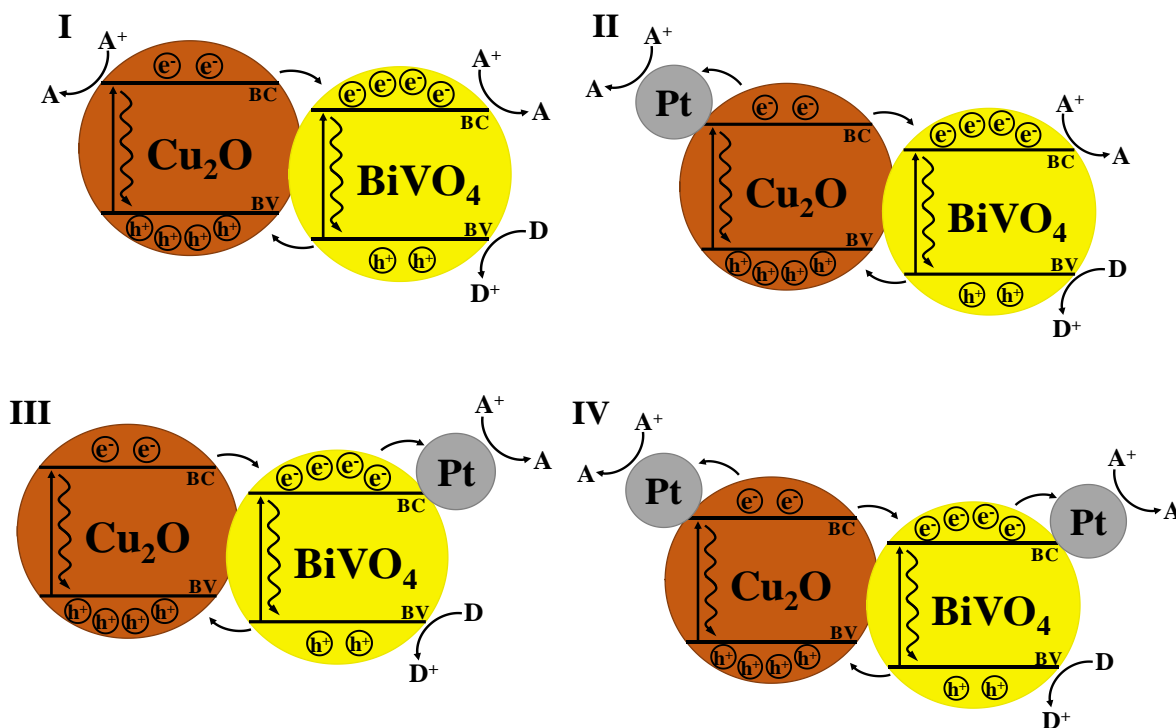 I
A⁺
A
e⁻ e⁻
BC
Cu₂O
BV
h⁺ h⁺ h⁺ h⁺
A⁺
A
e⁻ e⁻ e⁻ e⁻
BC
BiVO₄
BV
h⁺ h⁺
D
D⁺
II
A⁺
A
Pt
e⁻ e⁻
BC
Cu₂O
BV
h⁺ h⁺ h⁺ h⁺
A⁺
A
e⁻ e⁻ e⁻ e⁻
BC
BiVO₄
BV
h⁺ h⁺
D
D⁺
III
e⁻ e⁻
BC
Cu₂O
BV
h⁺ h⁺ h⁺ h⁺
A⁺
A
Pt
e⁻ e⁻ e⁻ e⁻
BC
BiVO₄
BV
h⁺ h⁺
D
D⁺
IV
A⁺
A
Pt
e⁻ e⁻
BC
Cu₂O
BV
h⁺ h⁺ h⁺ h⁺
A⁺
A
Pt
e⁻ e⁻ e⁻ e⁻
BC
BiVO₄
BV
h⁺ h⁺
D
D⁺